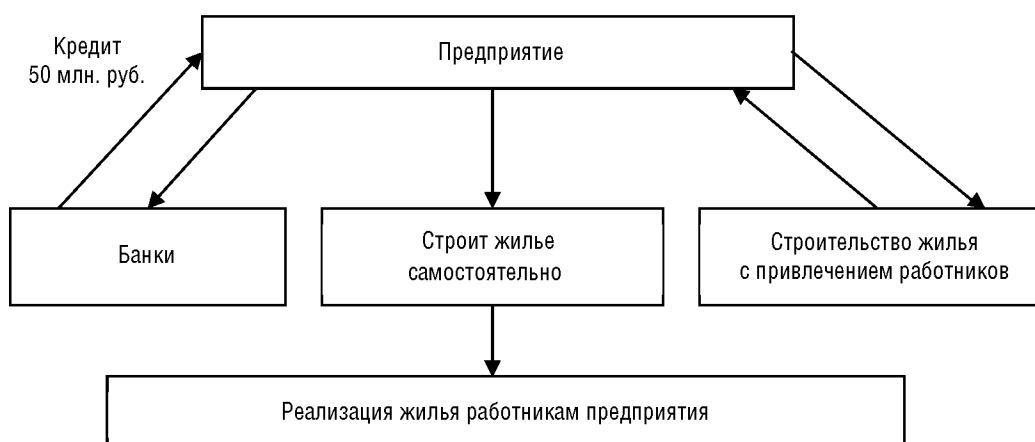 Кредит
50 млн. руб.
Предприятие
Банки
Строит жилье
самостоятельно
Строительство жилья
с привлечением работников
Реализация жилья работникам предприятия